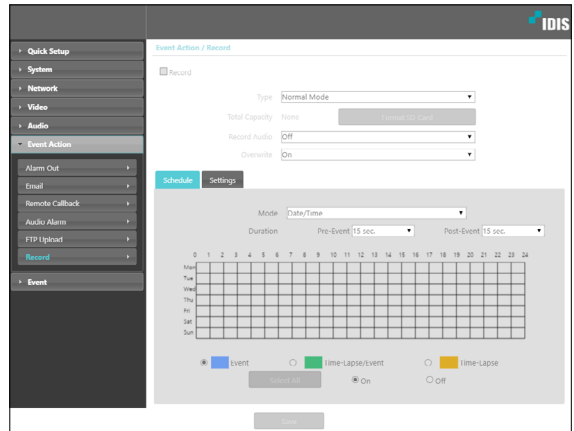 IDIS
Quick Setup
System
Network
Video
Audio
Event Action
Alarm Out
Email
Remote Callback
Audio Alarm
FTP Upload
Record
Event
Event Action / Record
Record
Type Normal Mode
Total Capacity None Format SD Card
Record Audio Off
Overwrite On
Schedule Settings
Mode Date/Time
Duration Pre-Event 15 sec. Post-Event 15 sec.
0 1 2 3 4 5 6 7 8 9 10 11 12 13 14 15 16 17 18 19 20 21 22 23 24
Mon
Tue
Wed
Thu
Fri
Sat
Sun
Event Time-Lapse/Event Time-Lapse
Select All On Off
Save